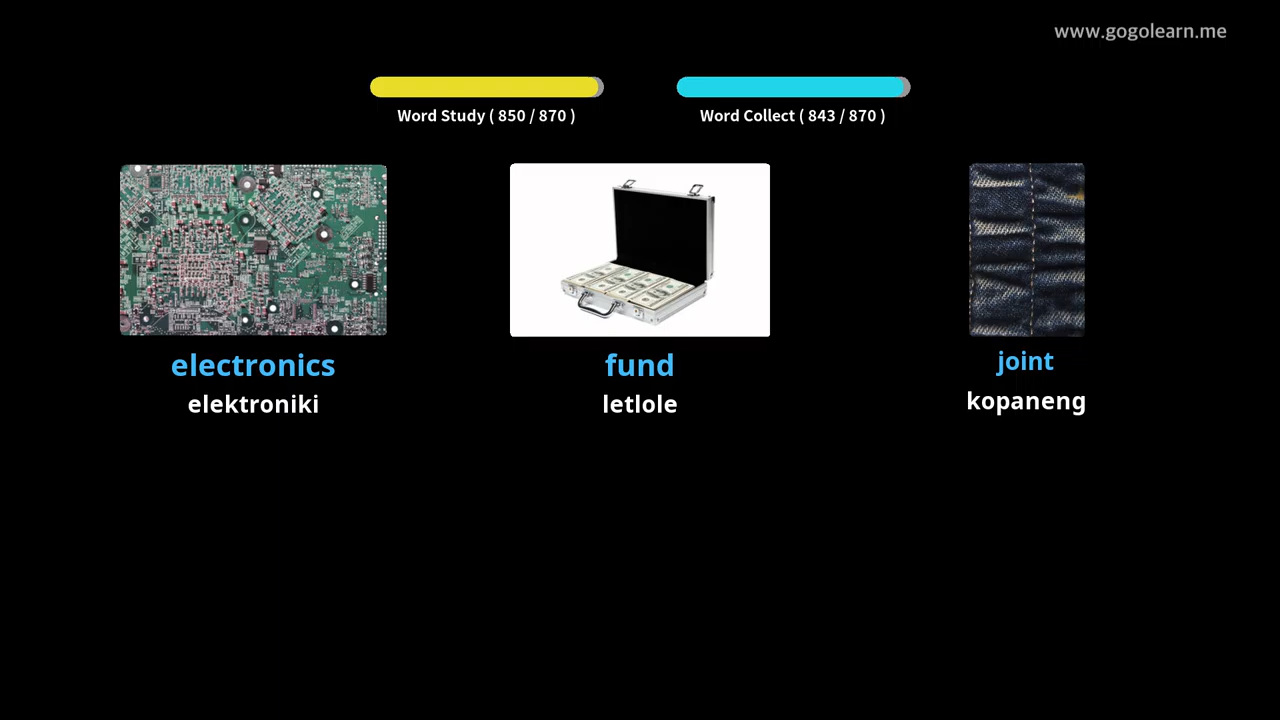 www.gogolearn.me
Word Study ( 850 / 870 )
Word Collect ( 843 / 870 )
electronics
elektroniki
fund
letlole
joint
kopaneng